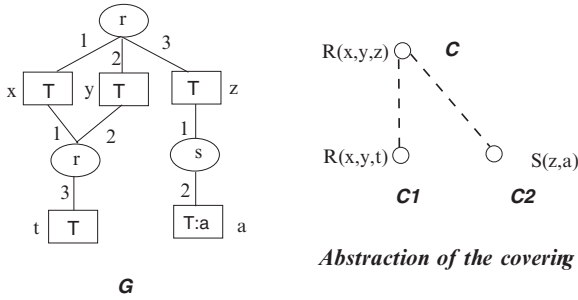 r
1 2 3
x T y T T z
1 2 1
r s
3 2
t T T:a a
G
R(x,y,z) C
R(x,y,t) S(z,a)
C1 C2
Abstraction of the covering